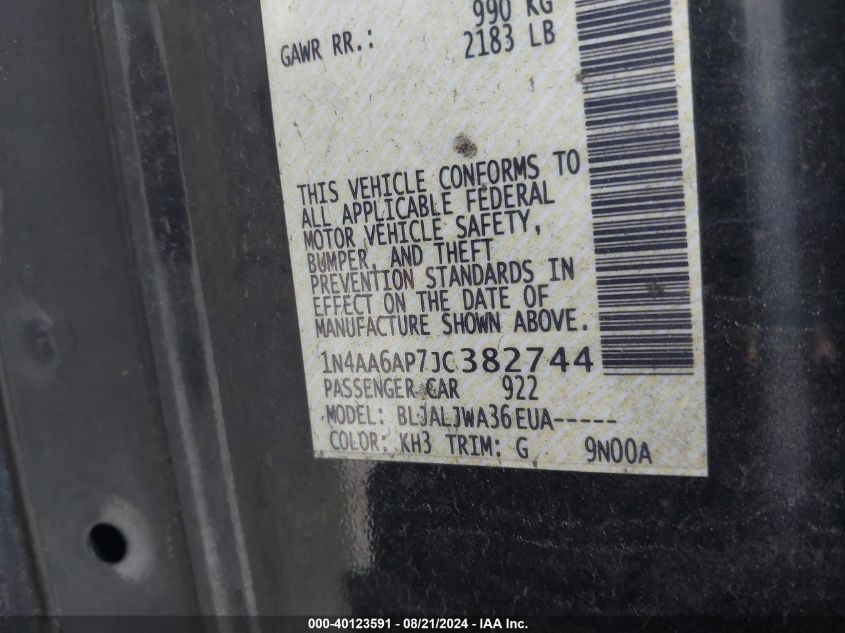 990 KG
GAWR RR.: 2183 LB
THIS VEHICLE CONFORMS TO
ALL APPLICABLE FEDERAL
MOTOR VEHICLE SAFETY,
BUMPER, AND THEFT
PREVENTION STANDARDS IN
EFFECT ON THE DATE OF
MANUFACTURE SHOWN ABOVE.
1N4AA6AP7JC382744
PASSENGER CAR 922
MODEL: BLJALJWA36EUA-----
COLOR: KH3 TRIM: G 9N00A
000-40123591 - 08/21/2024 - IAA Inc.